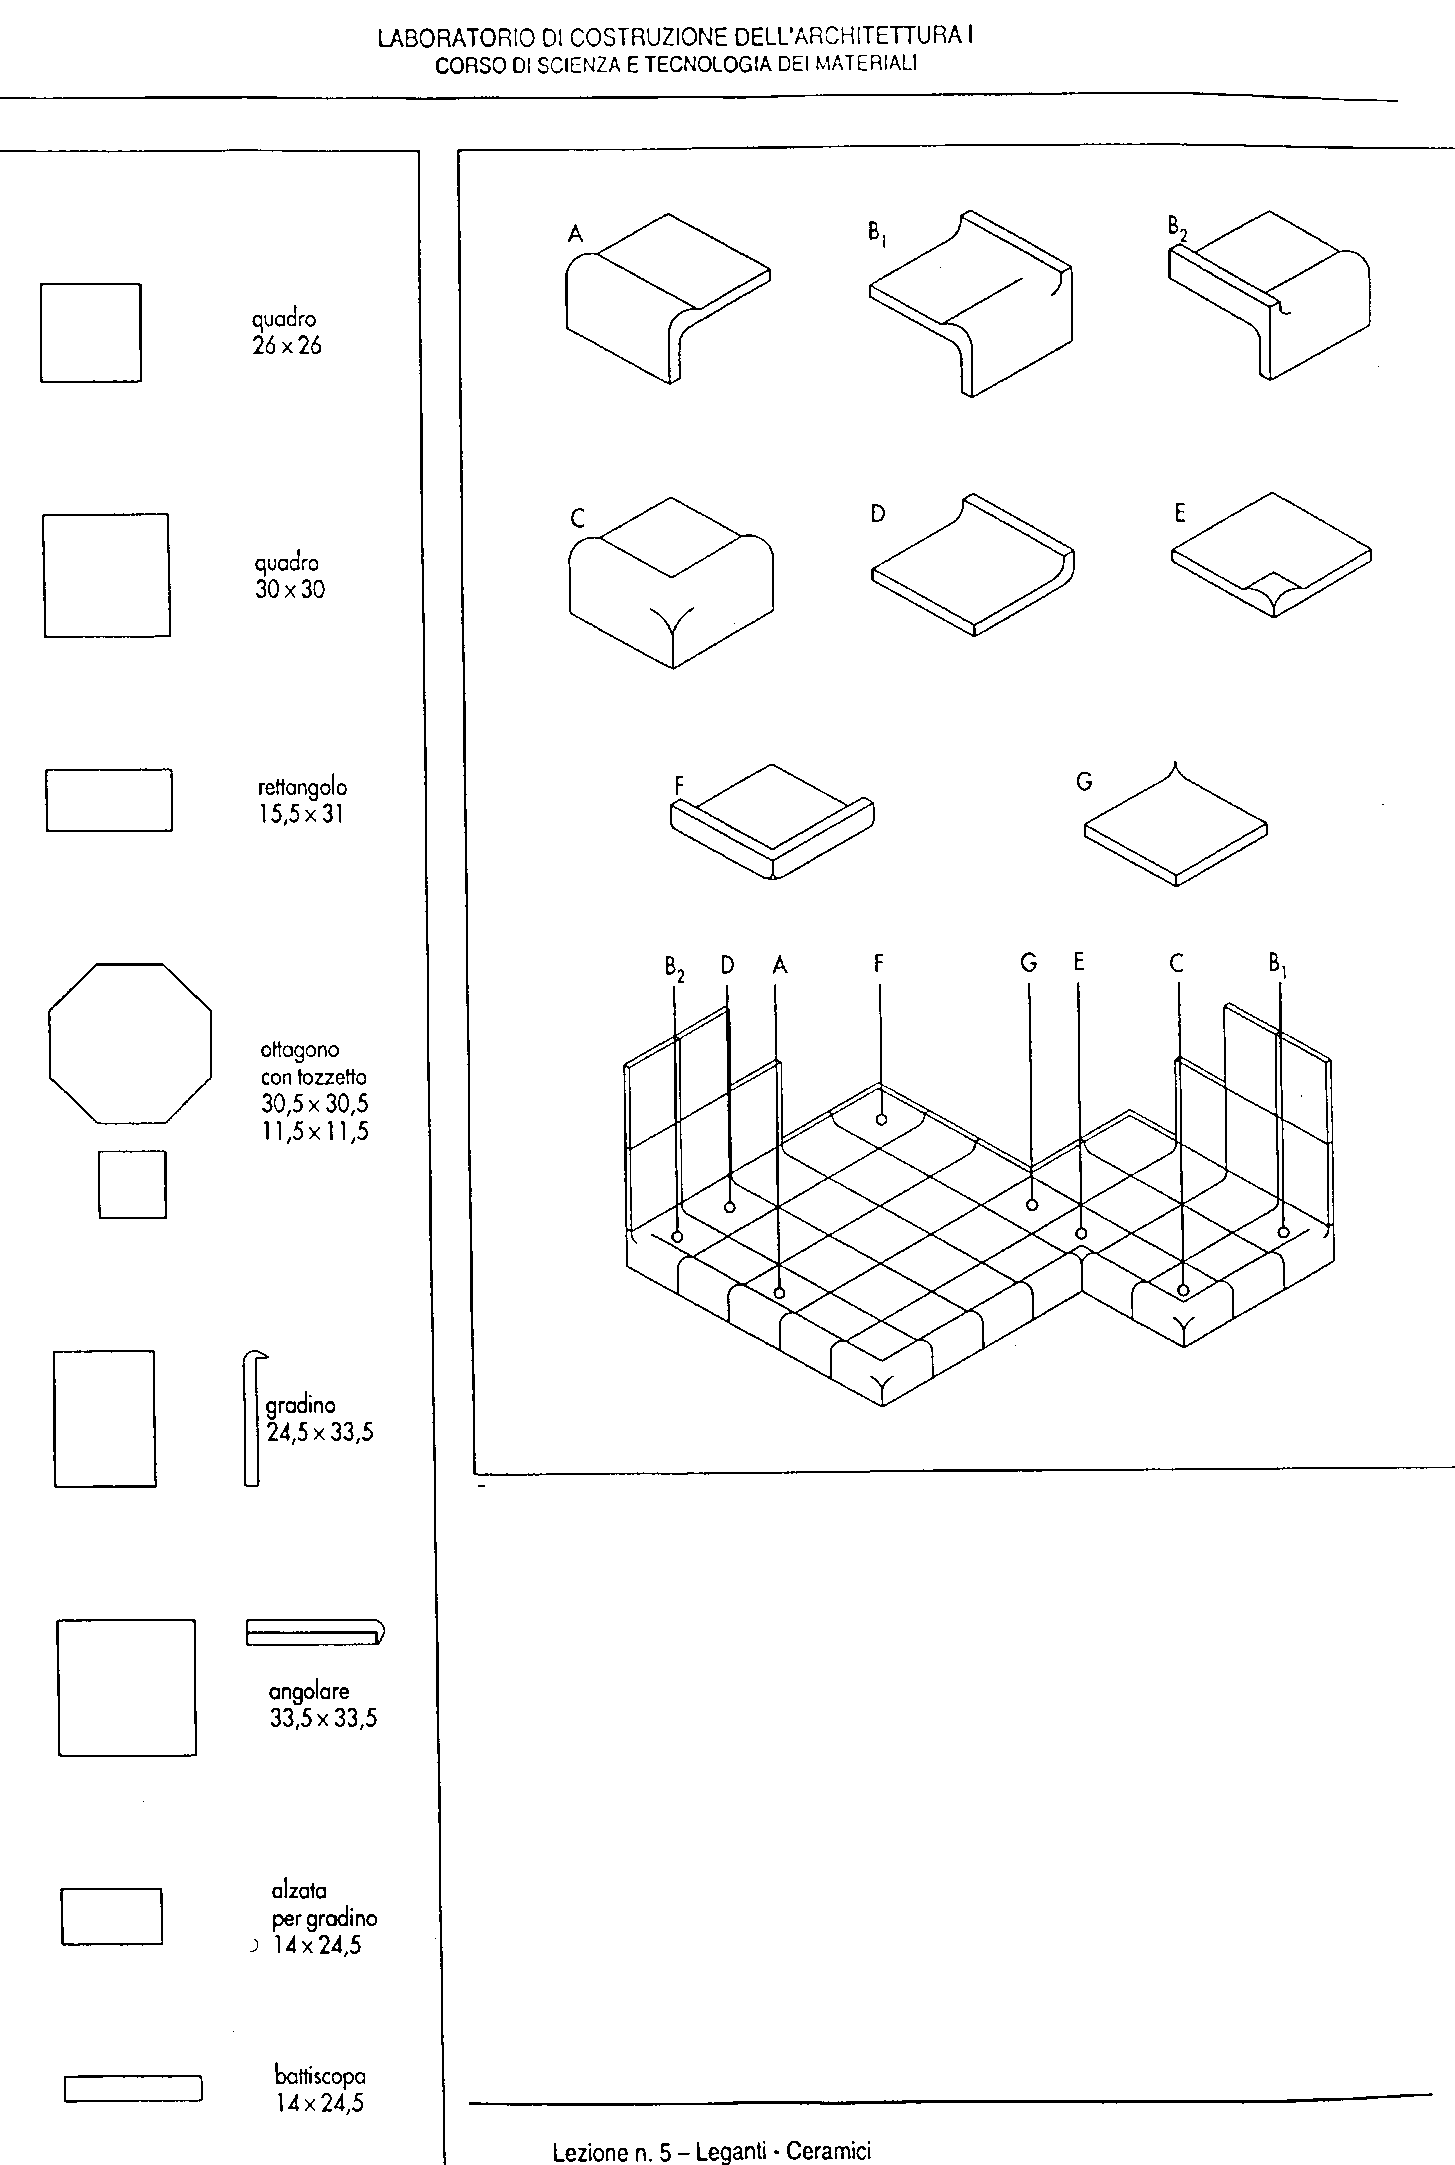 LABORATORIO DI COSTRUZIONE DELL'ARCHITETTURA I
CORSO DI SCIENZA E TECNOLOGIA DEI MATERIALI
quadro
26 x 26
quadro
30 x 30
rettangolo
15,5 x 31
ottagono
con tozzetto
30,5 x 30,5
11,5 x 11,5
gradino
24,5 x 33,5
angolare
33,5 x 33,5
alzata
per gradino
14 x 24,5
battiscopa
14 x 24,5
A B1 B2
C D E
F G
B2 D A F G E C B1
Lezione n. 5 – Leganti - Ceramici